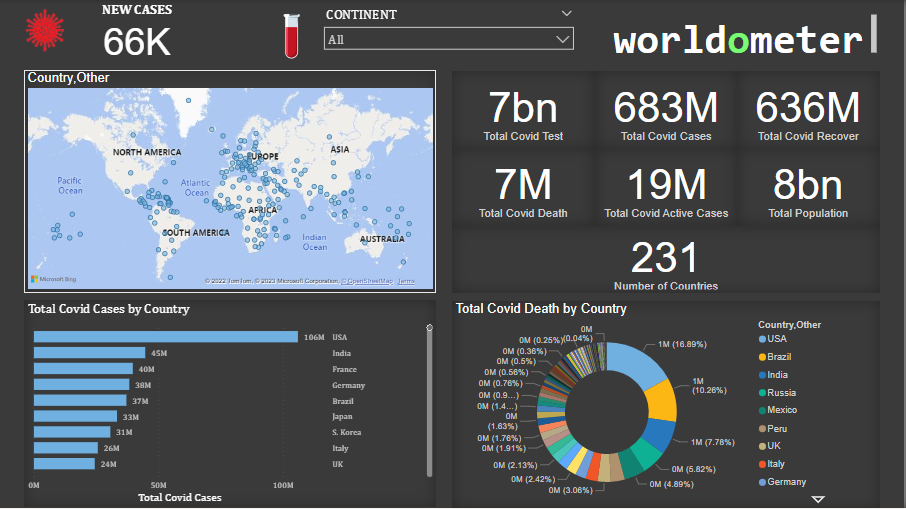 NEW CASES
66K
CONTINENT
All
worldometer
Country,Other
NORTH AMERICA
EUROPE
ASIA
Pacific
Ocean
Atlantic
Ocean
AFRICA
SOUTH AMERICA
Indian
Ocean
AUSTRALIA
Microsoft Bing
© 2022 TomTom, © 2023 Microsoft Corporation, © OpenStreetMap Terms
7bn
Total Covid Test
683M
Total Covid Cases
636M
Total Covid Recover
7M
Total Covid Death
19M
Total Covid Active Cases
8bn
Total Population
231
Number of Countries
Total Covid Cases by Country
106M USA
45M India
40M France
38M Germany
37M Brazil
33M Japan
31M S. Korea
26M Italy
24M UK
0M 50M 100M
Total Covid Cases
Total Covid Death by Country
1M (16.89%)
1M
(10.26%)
1M (7.78%)
0M (5.82%)
0M (4.89%)
0M (3.06%)
0M (2.42%)
0M (2.13%)
0M (1.91%)
0M (1.76%)
0M
(1.63%)
0M (1.4...)
0M (0.9...)
0M (0.76%)
0M (0.56%)
0M (0.5%)
0M (0.36%)
0M (0.25%)
0M
(0.04%)
Country,Other
USA
Brazil
India
Russia
Mexico
Peru
UK
Italy
Germany